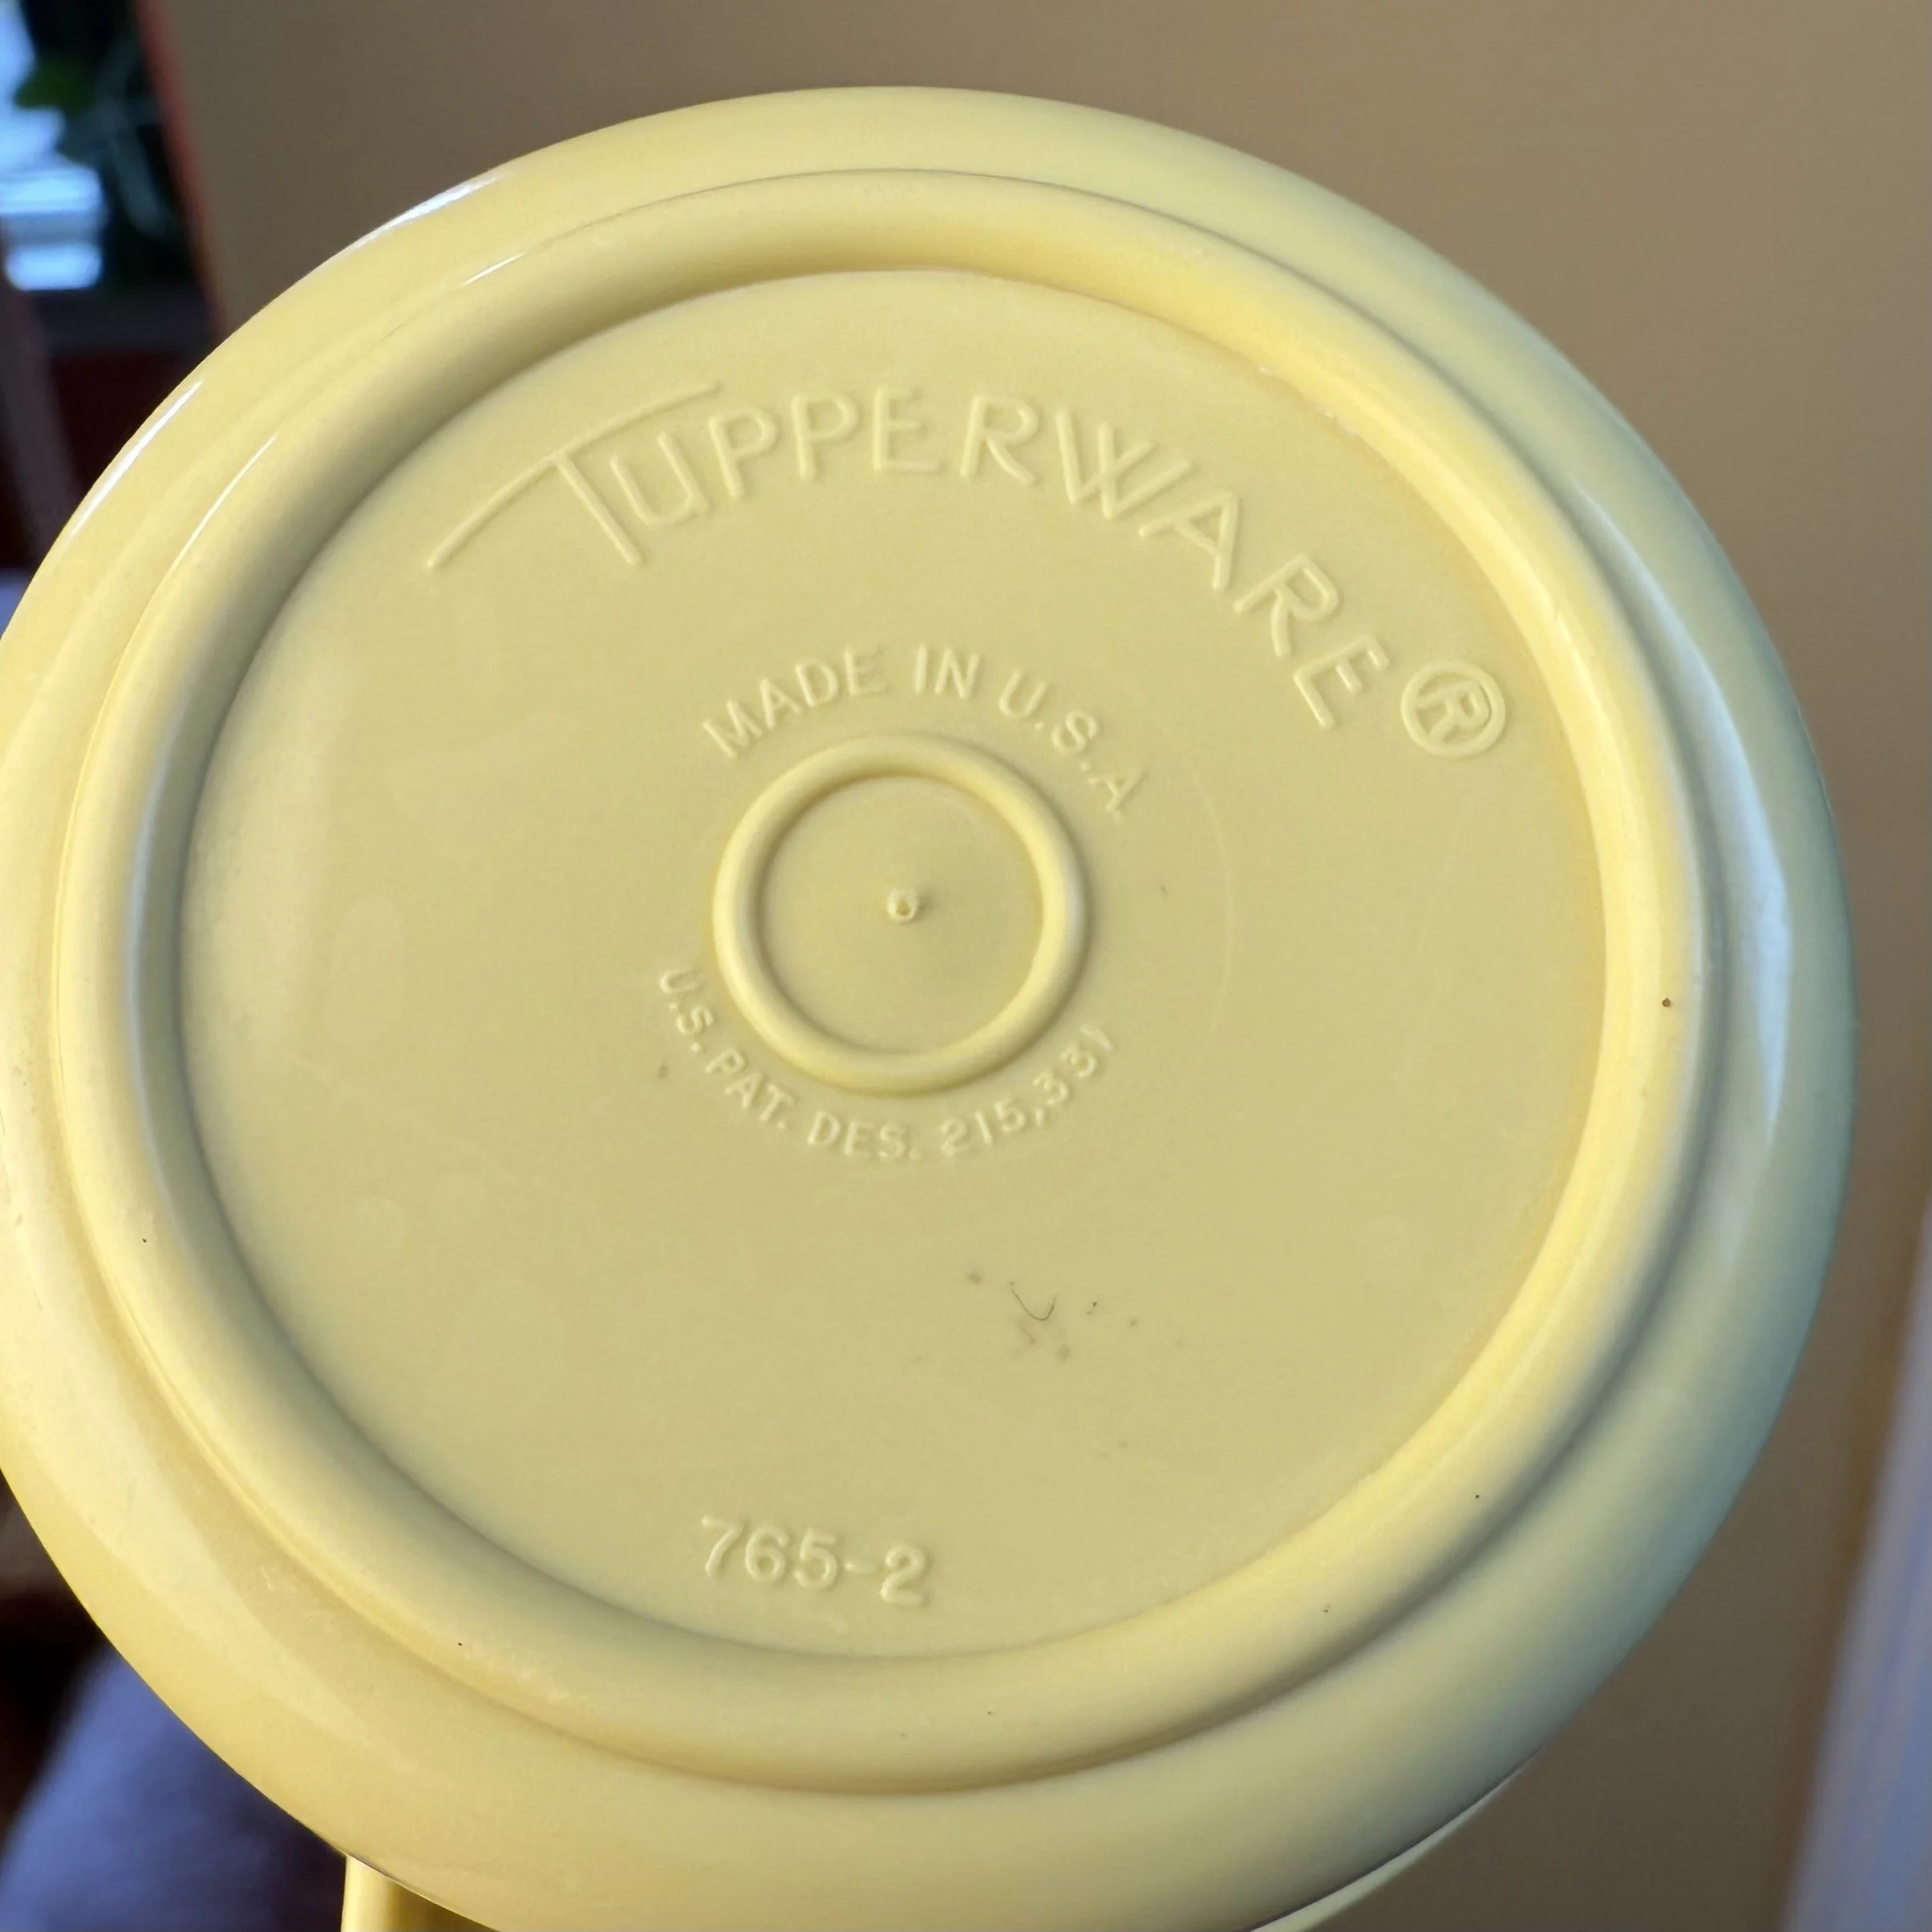 TUPPERWARE®
MADE IN U.S.A.
U.S. PAT. DES. 215,331
765-2